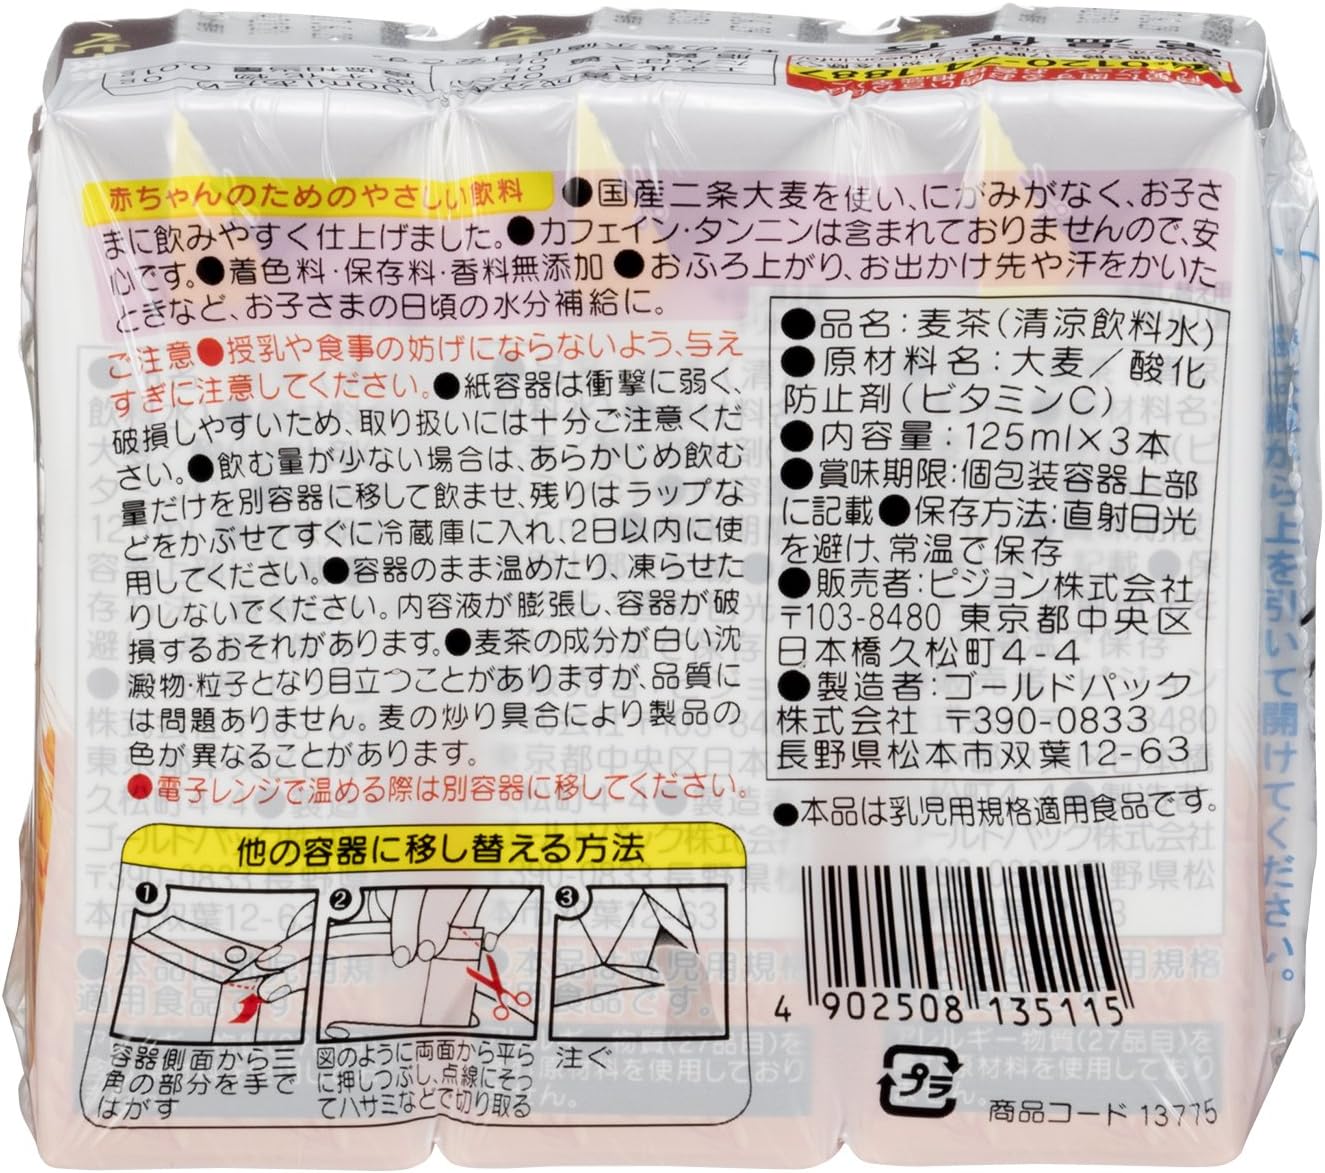 0120-74-1887
常温保存
赤ちゃんのためのやさしい飲料 ●国産二条大麦を使い、にがみがなく、お子さ
まに飲みやすく仕上げました。●カフェイン・タンニンは含まれておりませんので、安
心です。●着色料・保存料・香料無添加 ●おふろ上がり、お出かけ先や汗をかいた
ときなど、お子さまの日頃の水分補給に。
ご注意●授乳や食事の妨げにならないよう、与え
すぎに注意してください。●紙容器は衝撃に弱く、
破損しやすいため、取り扱いには十分ご注意くだ
さい。●飲む量が少ない場合は、あらかじめ飲む
量だけを別容器に移して飲ませ、残りはラップな
どをかぶせてすぐに冷蔵庫に入れ、2日以内に使
用してください。●容器のまま温めたり、凍らせた
りしないでください。内容液が膨張し、容器が破
損するおそれがあります。●麦茶の成分が白い沈
澱物・粒子となり目立つことがありますが、品質に
は問題ありません。麦の炒り具合により製品の
色が異なることがあります。
●電子レンジで温める際は別容器に移してください。
●品名：麦茶（清涼飲料水）
●原材料名：大麦／酸化
防止剤（ビタミンC）
●内容量：125ml×3本
●賞味期限：個包装容器上部
に記載●保存方法：直射日光
を避け、常温で保存
●販売者：ピジョン株式会社
〒103-8480 東京都中央区
日本橋久松町4-4
●製造者：ゴールドパック
株式会社 〒390-0833
長野県松本市双葉12-63
●本品は乳児用規格適用食品です。
他の容器に移し替える方法
❶
❷
❸
容器側面から三
角の部分を手で
はがす
図のように両面から平ら
に押しつぶし、点線にそっ
てハサミなどで切り取る
注ぐ
4 902508 135115
プラ
商品コード 13775
から上を引いて開けてください。